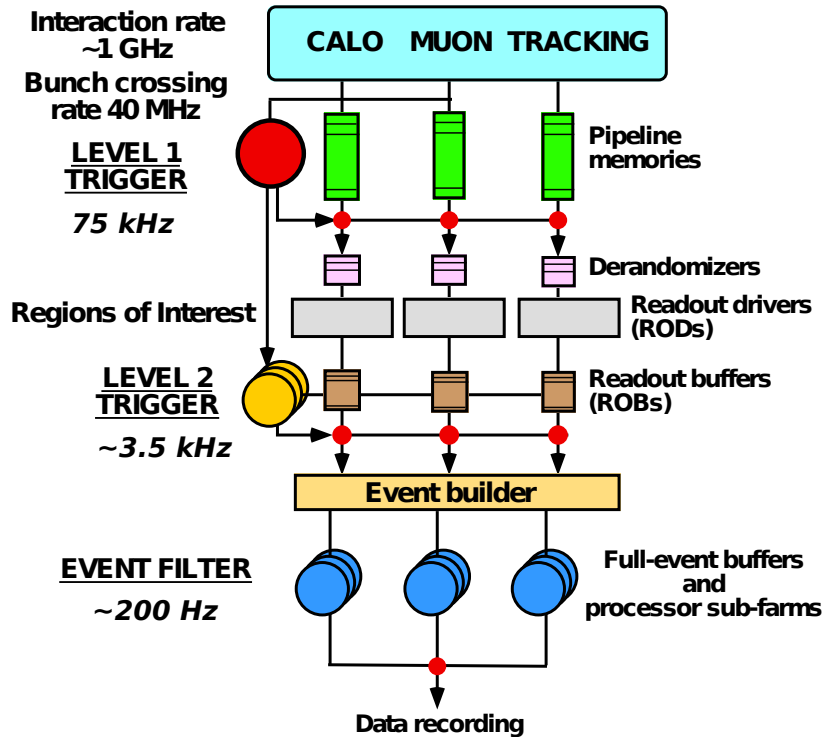 Interaction rate
~1 GHz
CALO MUON TRACKING
Bunch crossing
rate 40 MHz
LEVEL 1
TRIGGER
75 kHz
Pipeline
memories
Derandomizers
Regions of Interest
Readout drivers
(RODs)
LEVEL 2
TRIGGER
~3.5 kHz
Readout buffers
(ROBs)
Event builder
EVENT FILTER
~200 Hz
Full-event buffers
and
processor sub-farms
Data recording